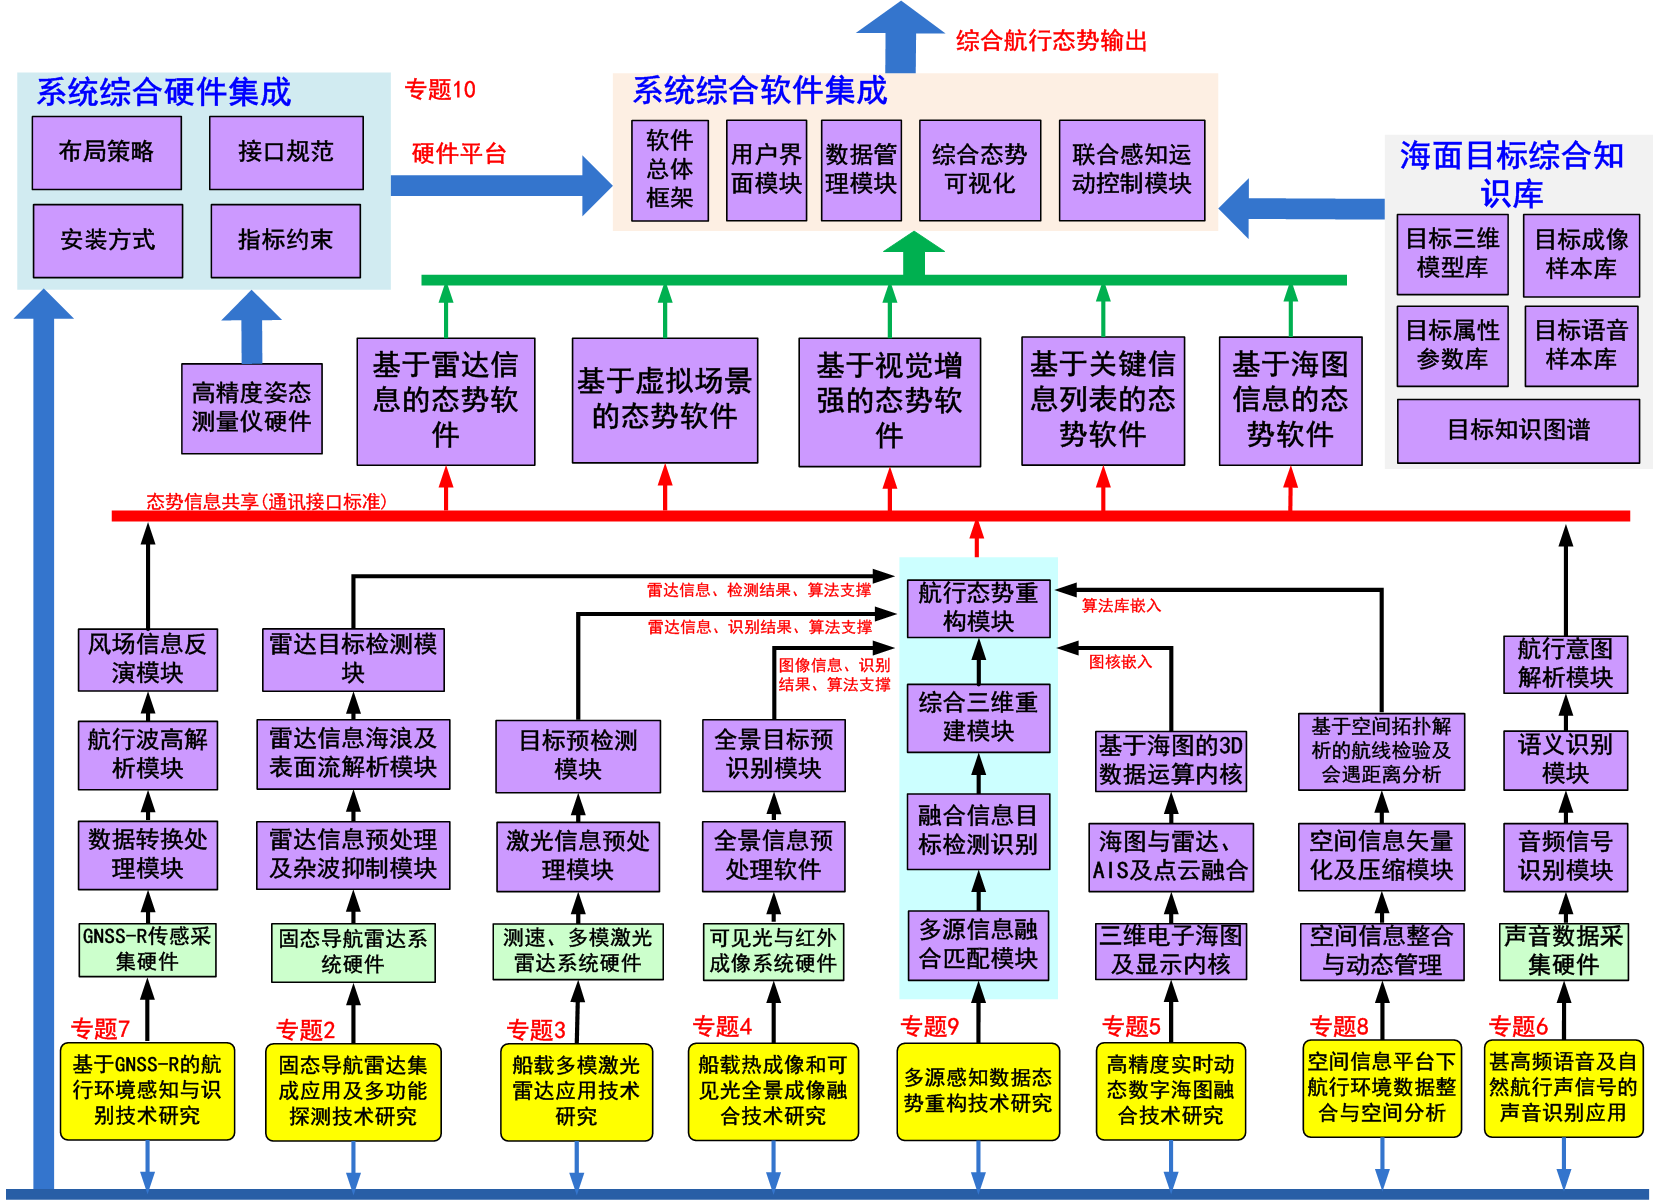 综合航行态势输出
系统综合硬件集成
布局策略
接口规范
安装方式
指标约束
专题10
硬件平台
系统综合软件集成
软件
总体
框架
用户界
面模块
数据管
理模块
综合态势
可视化
联合感知运
动控制模块
海面目标综合知
识库
目标三维
模型库
目标成像
样本库
目标属性
参数库
目标语音
样本库
目标知识图谱
高精度姿态
测量仪硬件
基于雷达信
息的态势软
件
基于虚拟场景
的态势软件
基于视觉增
强的态势软
件
基于关键信
息列表的态
势软件
基于海图
信息的态
势软件
态势信息共享(通讯接口标准)
雷达信息、检测结果、算法支撑
雷达信息、识别结果、算法支撑
图像信息、识别
结果、算法支撑
算法库嵌入
图核嵌入
风场信息反
演模块
航行波高解
析模块
数据转换处
理模块
GNSS-R传感采
集硬件
专题7
基于GNSS-R的航
行环境感知与识
别技术研究
雷达目标检测模
块
雷达信息海浪及
表面流解析模块
雷达信息预处理
及杂波抑制模块
固态导航雷达系
统硬件
专题2
固态导航雷达集
成应用及多功能
探测技术研究
目标预检测
模块
激光信息预处
理模块
测速、多模激光
雷达系统硬件
专题3
船载多模激光
雷达应用技术
研究
全景目标预
识别模块
全景信息预
处理软件
可见光与红外
成像系统硬件
专题4
船载热成像和可
见光全景成像融
合技术研究
航行态势重
构模块
综合三维重
建模块
融合信息目
标检测识别
多源信息融
合匹配模块
专题9
多源感知数据态
势重构技术研究
基于海图的3D
数据运算内核
海图与雷达、
AIS及点云融合
三维电子海图
及显示内核
专题5
高精度实时动
态数字海图融
合技术研究
基于空间拓扑解
析的航线检验及
会遇距离分析
空间信息矢量
化及压缩模块
空间信息整合
与动态管理
专题8
空间信息平台下
航行环境数据整
合与空间分析
航行意图
解析模块
语义识别
模块
音频信号
识别模块
声音数据采
集硬件
专题6
甚高频语音及自
然航行声信号的
声音识别应用